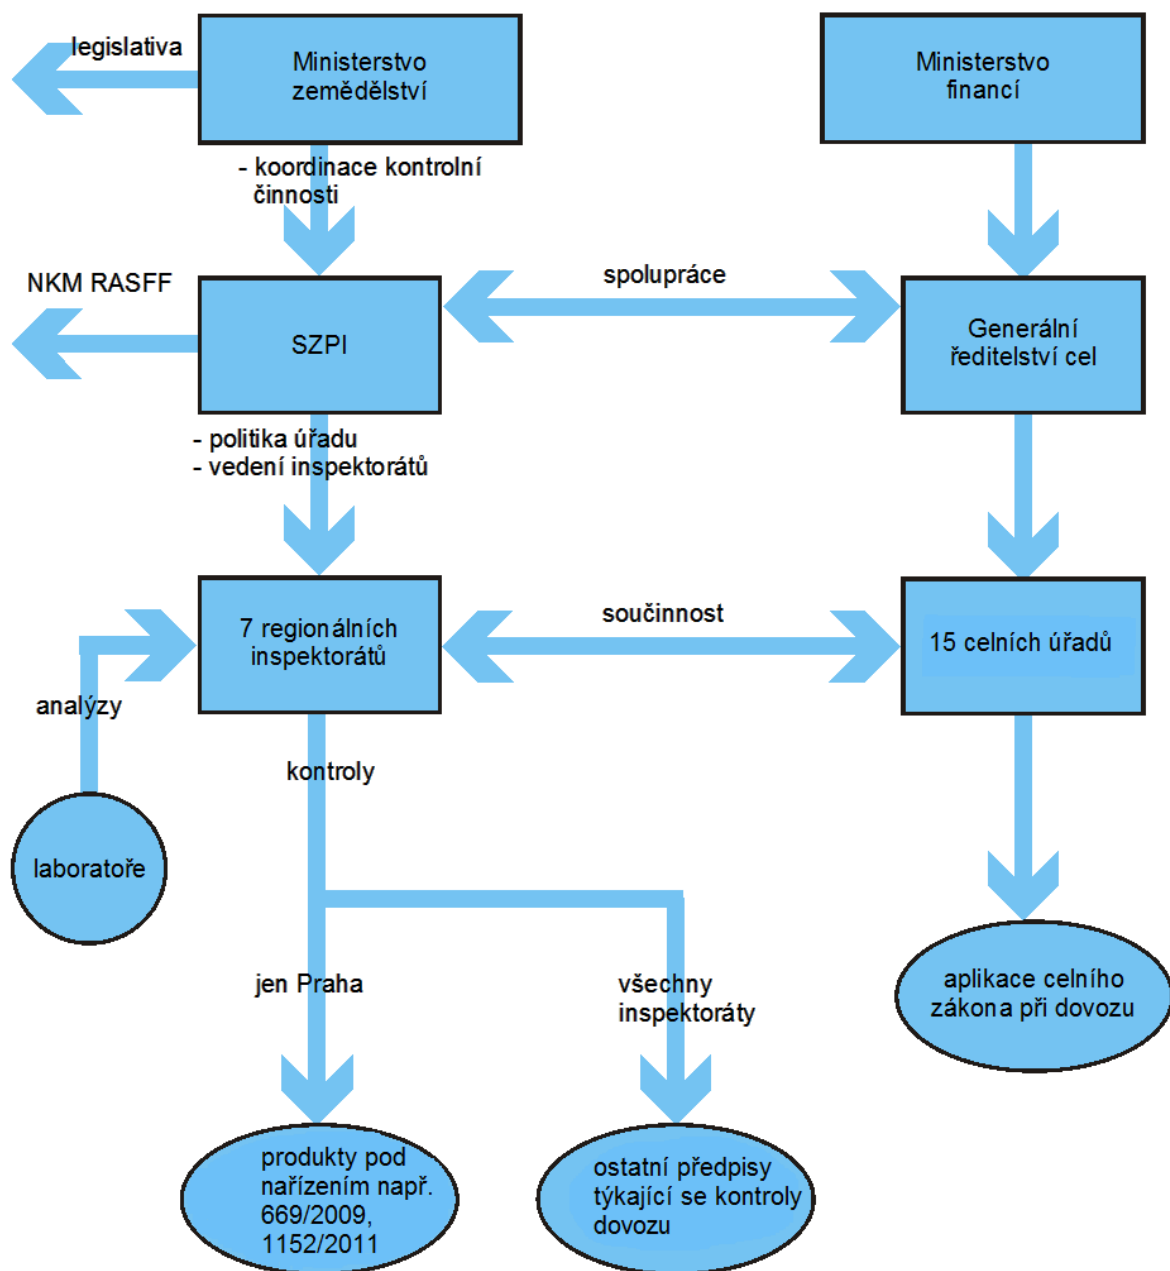 legislativa
Ministerstvo
zemědělství
Ministerstvo
financí
- koordinace kontrolní
činnosti
NKM RASFF
spolupráce
SZPI
Generální
ředitelství cel
- politika úřadu
- vedení inspektorátů
7 regionálních
inspektorátů
součinnost
15 celních úřadů
analýzy
kontroly
laboratoře
jen Praha
všechny
inspektoráty
aplikace celního
zákona při dovozu
produkty pod
nařízením např.
669/2009,
1152/2011
ostatní předpisy
týkající se kontroly
dovozu